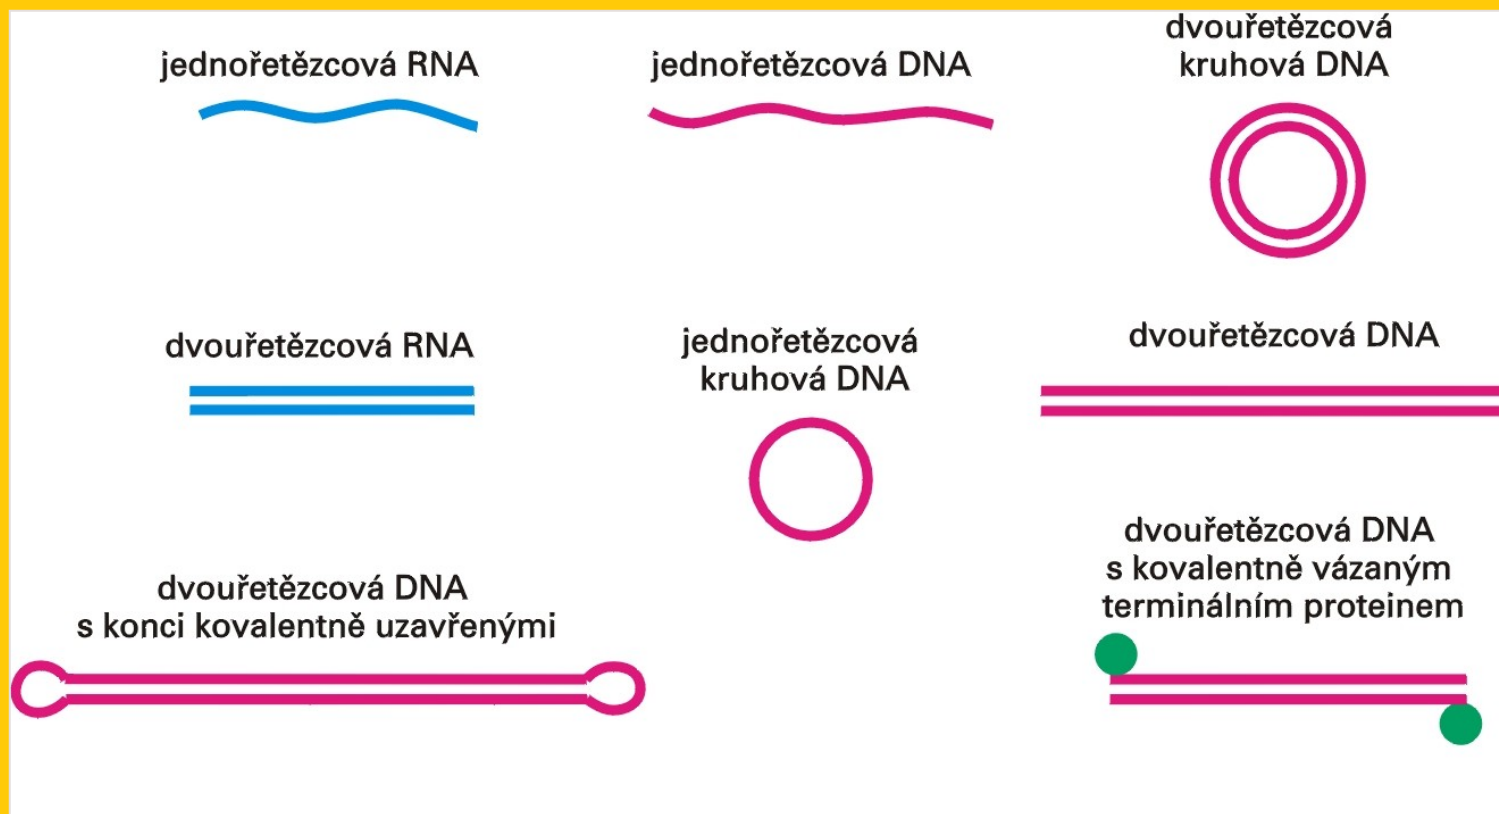 jednořetězcová RNA
jednořetězcová DNA
dvouřetězcová
kruhová DNA
dvouřetězcová RNA
jednořetězcová
kruhová DNA
dvouřetězcová DNA
dvouřetězcová DNA
s konci kovalentně uzavřenými
dvouřetězcová DNA
s kovalentně vázaným
terminálním proteinem